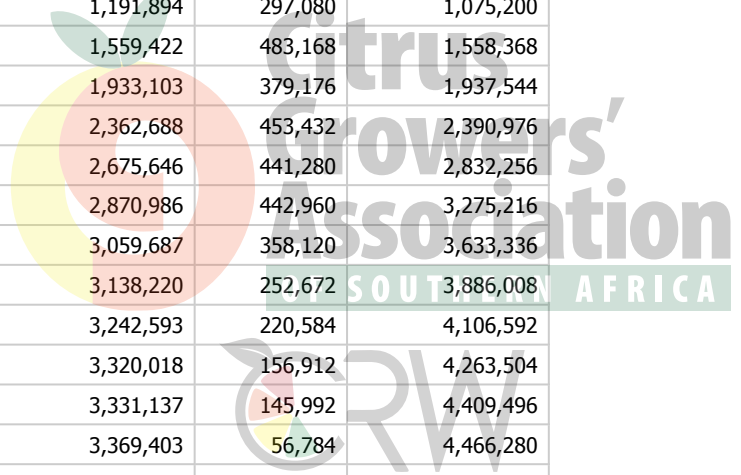 1,191,894 297,080 1,075,200
1,559,422 483,168 1,558,368
1,933,103 379,176 1,937,544
2,362,688 453,432 2,390,976
2,675,646 441,280 2,832,256
2,870,986 442,960 3,275,216
3,059,687 358,120 3,633,336
3,138,220 252,672 3,886,008
3,242,593 220,584 4,106,592
3,320,018 156,912 4,263,504
3,331,137 145,992 4,409,496
3,369,403 56,784 4,466,280
Citrus
Growers'
Association
OF SOUTHERN AFRICA
CRW